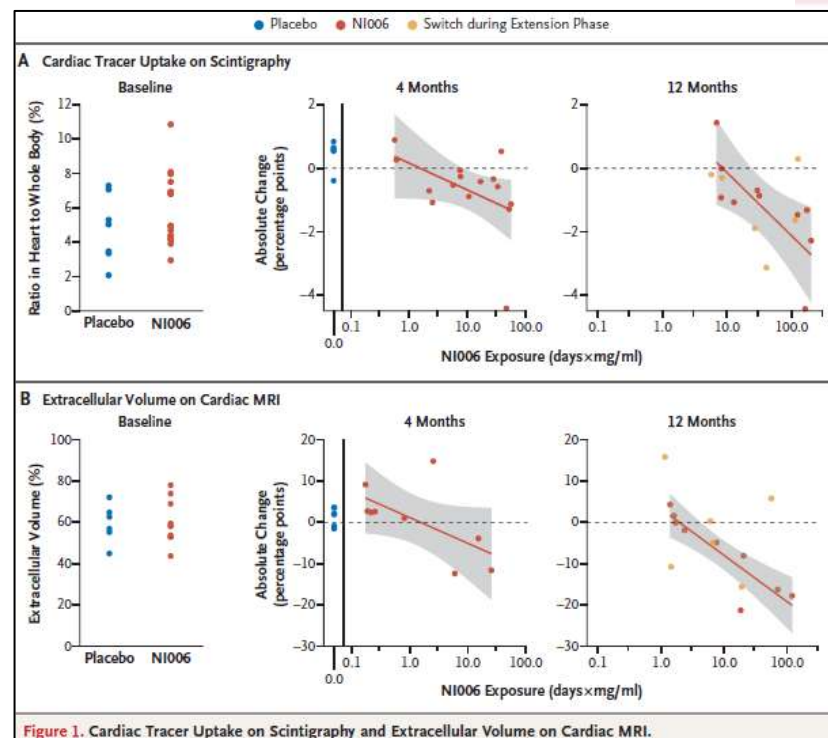 Placebo NI006 Switch during Extension Phase
A Cardiac Tracer Uptake on Scintigraphy
Baseline 4 Months 12 Months
Ratio in Heart to Whole Body (%)
12
10
8
6
4
2
0
Placebo NI006
Absolute Change
(percentage points)
2
0
−2
−4
0.0
0.1 1.0 10.0 100.0
2
0
−2
−4
0.1 1.0 10.0 100.0
NI006 Exposure (days×mg/ml)
B Extracellular Volume on Cardiac MRI
Baseline 4 Months 12 Months
Extracellular Volume (%)
100
80
60
40
20
0
Placebo NI006
Absolute Change
(percentage points)
20
10
0
−10
−20
−30
0.0
0.1 1.0 10.0 100.0
20
10
0
−10
−20
−30
0.1 1.0 10.0 100.0
NI006 Exposure (days×mg/ml)
Figure 1. Cardiac Tracer Uptake on Scintigraphy and Extracellular Volume on Cardiac MRI.